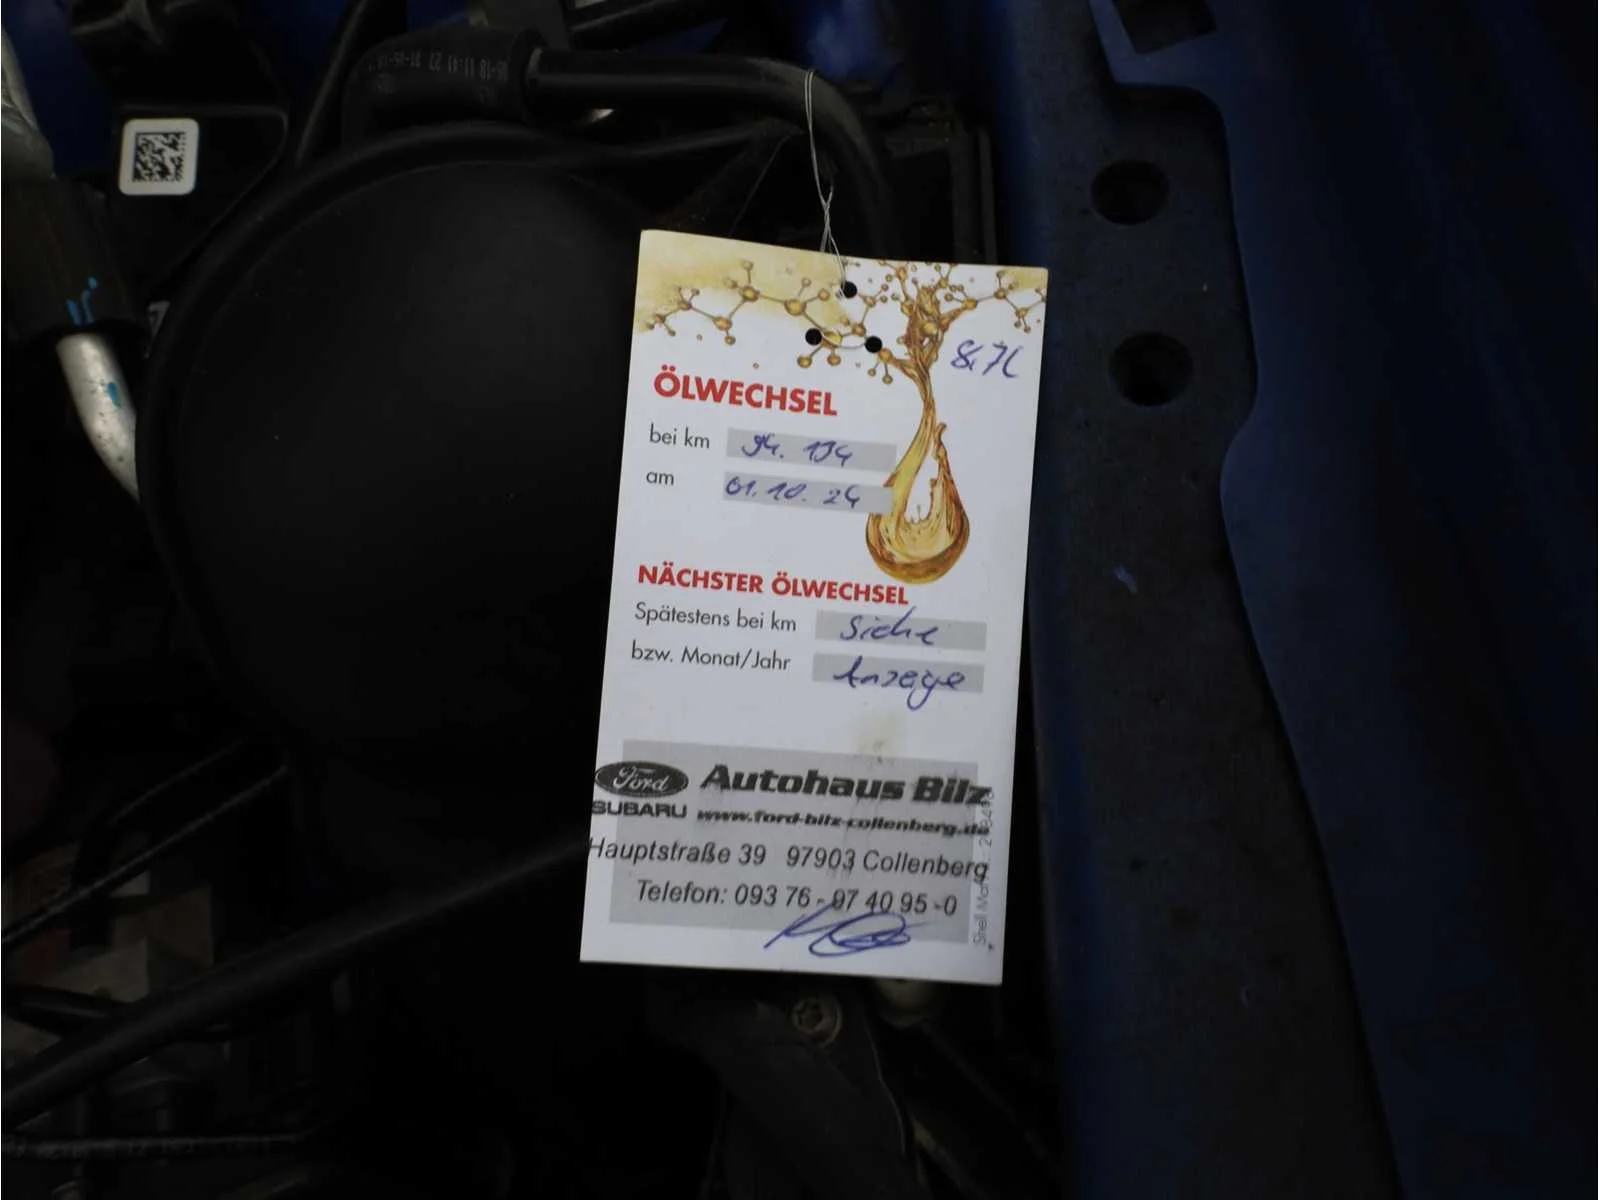 8.7L
ÖLWECHSEL
bei km 94.134
am 01.10.24
NÄCHSTER ÖLWECHSEL
Spätestens bei km Siehe
bzw. Monat/Jahr Anzeige
Ford Autohaus Bilz
SUBARU www.ford-bilz-collenberg.de
Hauptstraße 39 97903 Collenberg
Telefon: 093 76 - 97 40 95 -0